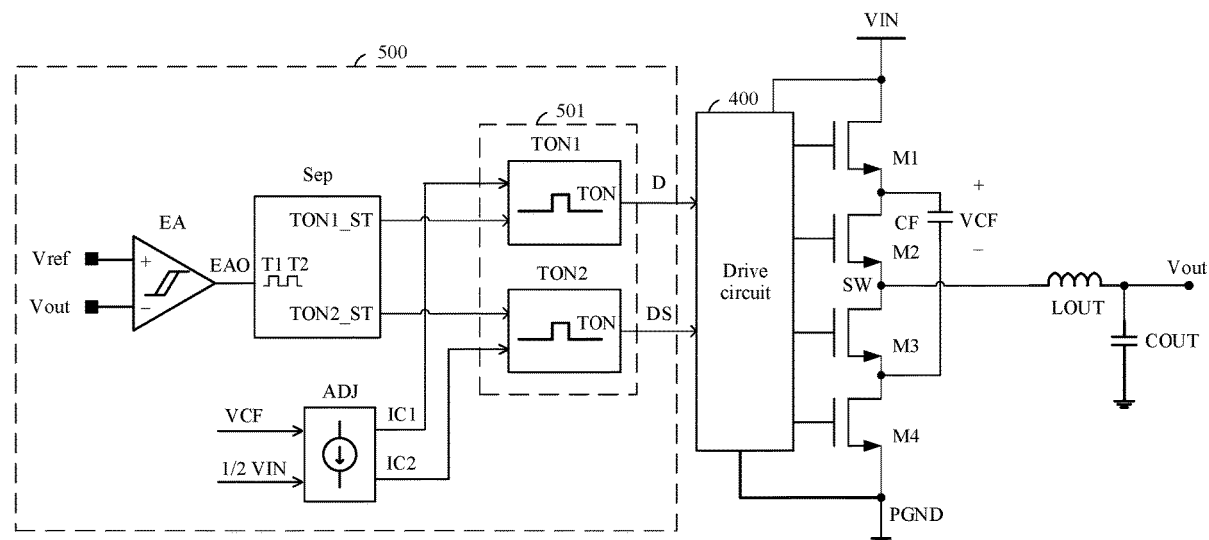 VIN
500
400
501
TON1
M1
Sep
TON
D
TON1_ST
+
EA
CF
VCF
M2
–
Vref
+
EAO
T1 T2
TON2
Drive
circuit
SW
Vout
Vout
–
TON2_ST
TON
DS
LOUT
M3
COUT
ADJ
VCF
IC1
M4
1/2 VIN
IC2
PGND